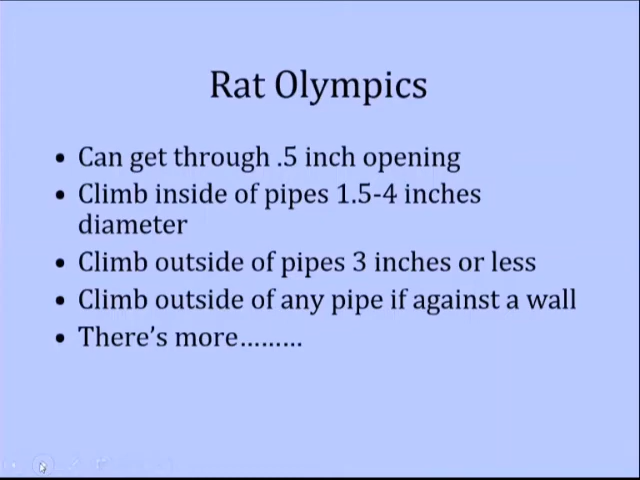 Rat Olympics
• Can get through .5 inch opening
• Climb inside of pipes 1.5-4 inches
diameter
• Climb outside of pipes 3 inches or less
• Climb outside of any pipe if against a wall
• There’s more………